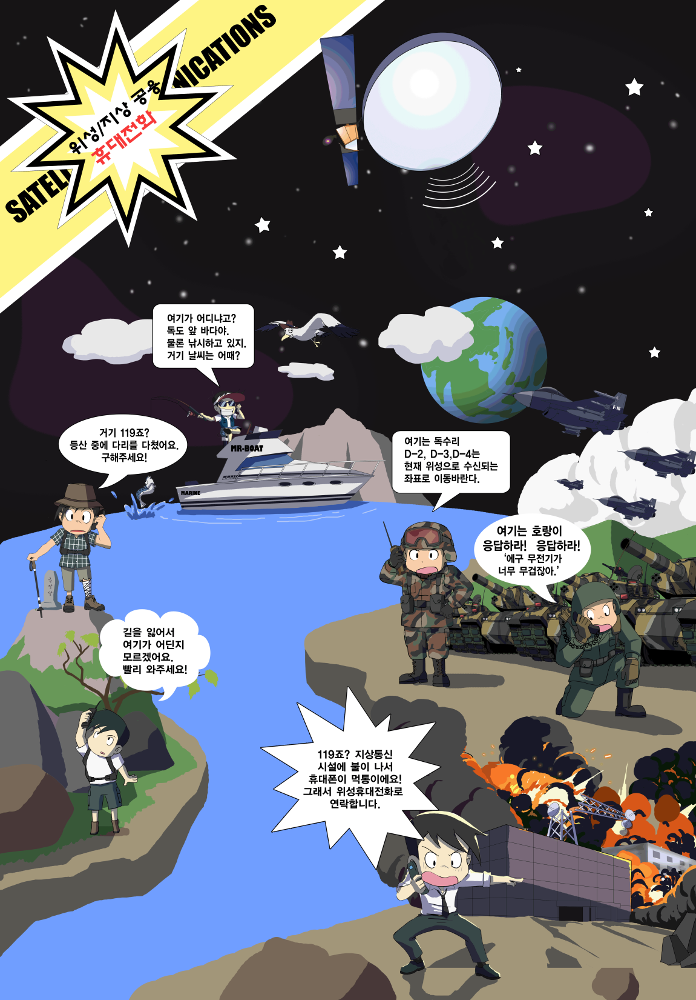 SATEL
NICATIONS
위성/지상 공용
휴대전화
여기가 어디냐고?
독도 앞 바다야.
물론 낚시하고 있지.
거기 날씨는 어때?
거기 119죠?
등산 중에 다리를 다쳤어요.
구해주세요!
MR-BOAT
MARINE
여기는 독수리
D-2, D-3,D-4는
현재 위성으로 수신되는
좌표로 이동바란다.
F-16
여기는 호랑이
응답하라! 응답하라!
‘에구 무전기가
너무 무겁잖아.’
금강산
길을 잃어서
여기가 어딘지
모르겠어요.
빨리 와주세요!
119죠? 지상통신
시설에 불이 나서
휴대폰이 먹통이에요!
그래서 위성휴대전화로
연락합니다.